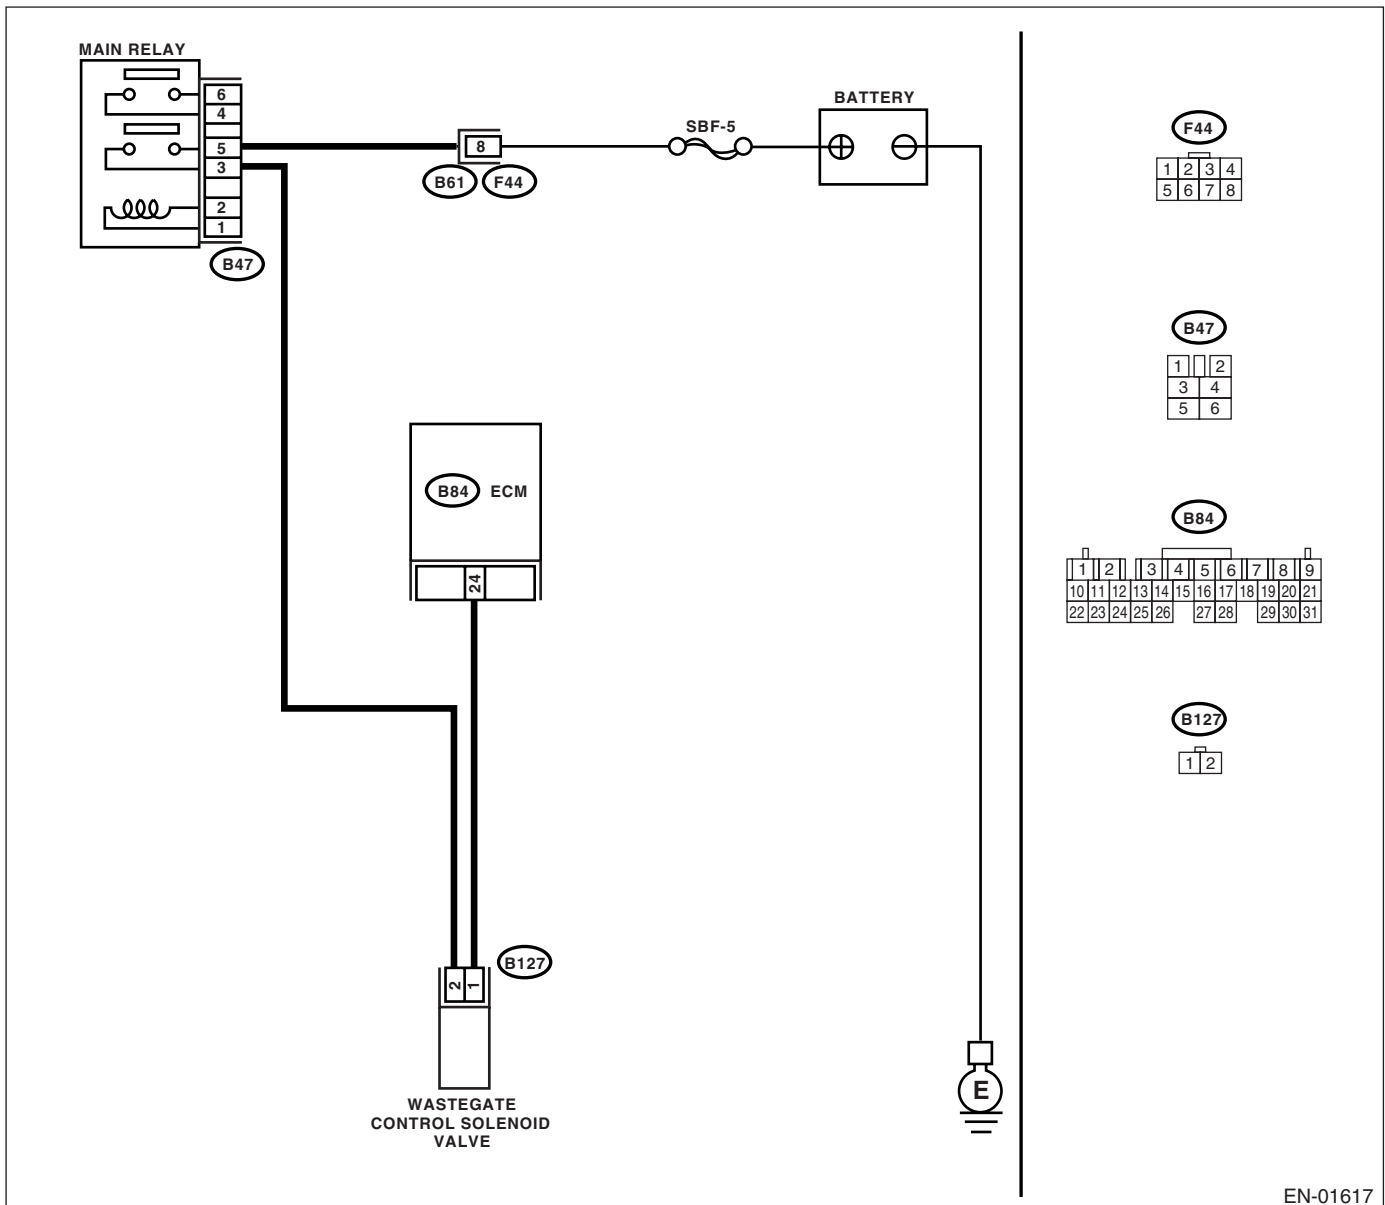 MAIN RELAY
6
4
5
3
2
1
B47
8
B61
F44
SBF-5
BATTERY
B84
ECM
24
2
1
B127
WASTEGATE
CONTROL SOLENOID
VALVE
E
F44
1 2 3 4
5 6 7 8
B47
1 2
3 4
5 6
B84
1 2 3 4 5 6 7 8 9
10 11 12 13 14 15 16 17 18 19 20 21
22 23 24 25 26 27 28 29 30 31
B127
1 2
EN-01617